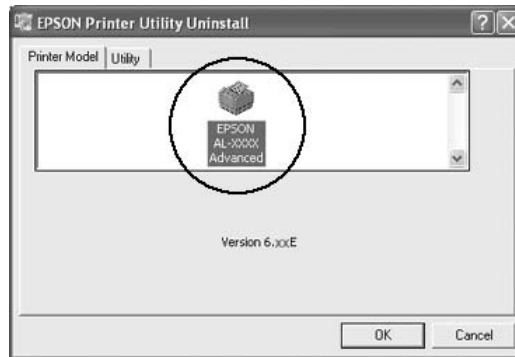 EPSON Printer Utility Uninstall
Printer Model
Utility
EPSON
AL-XXXX
Advanced
Version 6.xxE
OK
Cancel